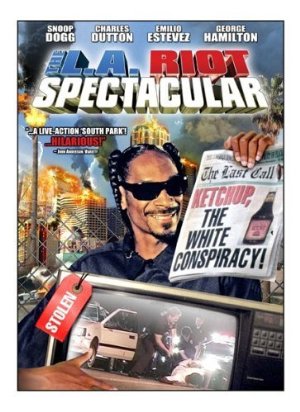 SNOOP DOGG
CHARLES DUTTON
EMILIO ESTEVEZ
GEORGE HAMILTON
THE L.A. RIOT
SPECTACULAR
"...A LIVE-ACTION 'SOUTH PARK'!
...HILARIOUS!"
The Last Call
KETCHUP,
THE
WHITE
CONSPIRACY!
STOLEN